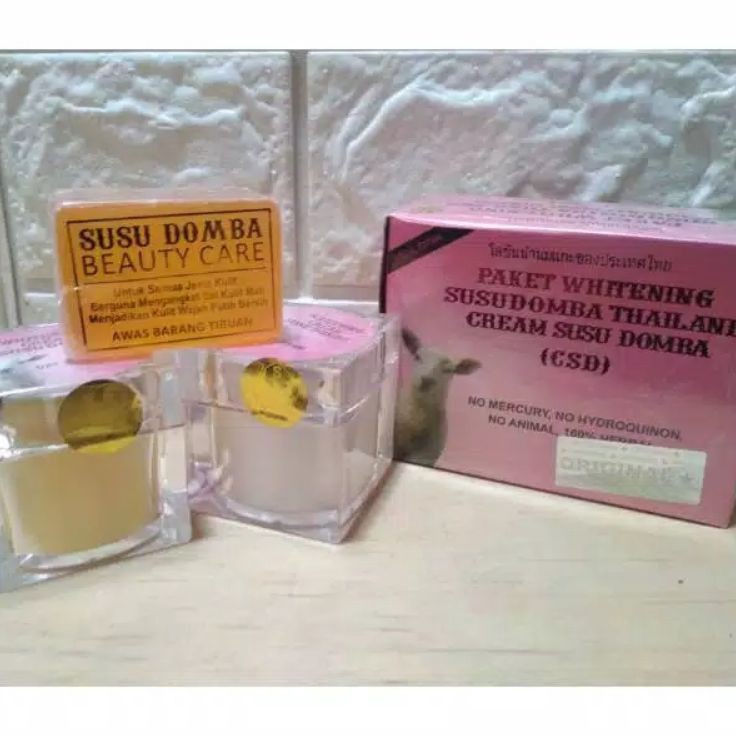 SUSU DOMBA
BEAUTY CARE
Untuk Semua Jenis Kulit
Berguna Mengangkat Sel Kulit Mati
Menjadikan Kulit Wajah Putih Bersih
AWAS BARANG TIRUAN
PAKET WHITENING
SUSUDOMBA THAILAND
CREAM SUSU DOMBA
(CSD)
NO MERCURY, NO HYDROQUINON,
NO ANIMAL, 100% HERBAL
ORIGINAL